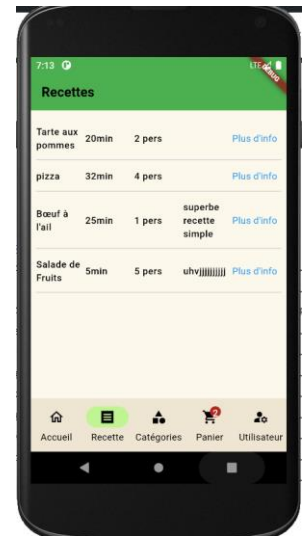 7:13 LTE
DEBUG
Recettes
Tarte aux pommes 20min 2 pers Plus d'info
pizza 32min 4 pers Plus d'info
Bœuf à l'ail 25min 1 pers superbe recette simple Plus d'info
Salade de Fruits 5min 5 pers uhvjjjjjjjjj Plus d'info
2
Accueil Recette Catégories Panier Utilisateur